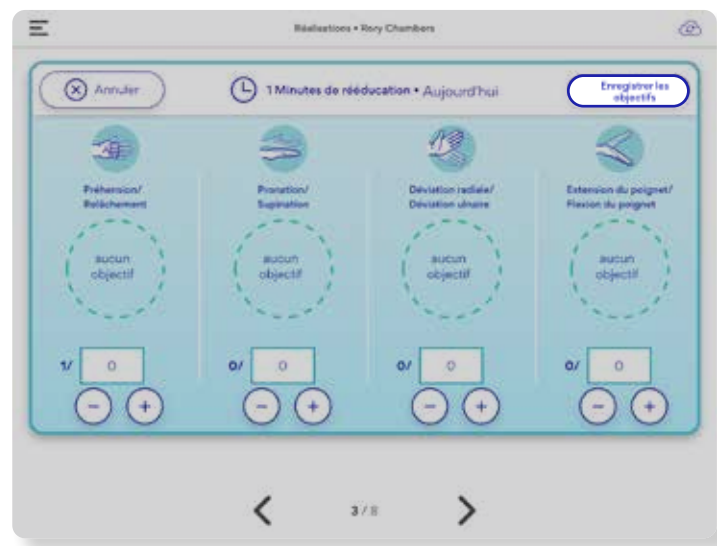 Réalisations • Rory Chambers
Annuler
1 Minutes de rééducation • Aujourd'hui
Enregistrer les
objectifs
Préhension/
Relâchement
Pronation/
Supination
Déviation radiale/
Déviation ulnaire
Extension du poignet/
Flexion du poignet
aucun
objectif
aucun
objectif
aucun
objectif
aucun
objectif
1/ 0
0/ 0
0/ 0
0/ 0
3 / 8